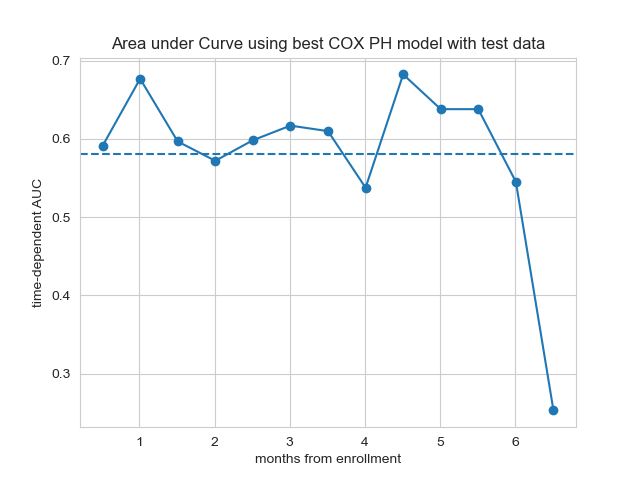 Area under Curve using best COX PH model with test data
time-dependent AUC
0.7
0.6
0.5
0.4
0.3
1 2 3 4 5 6
months from enrollment